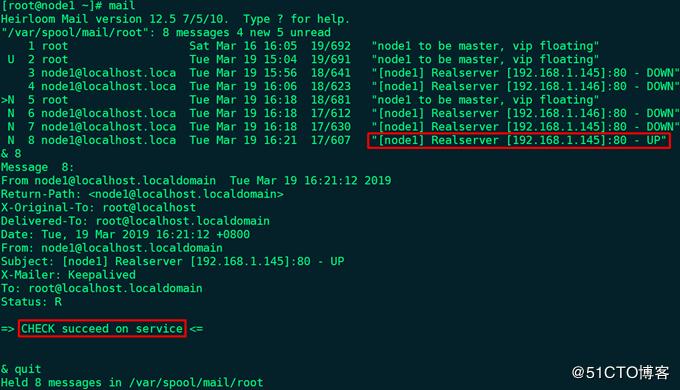 [root@node1 ~]# mail
Heirloom Mail version 12.5 7/5/10.  Type ? for help.
"/var/spool/mail/root": 8 messages 4 new 5 unread
    1 root                  Sat Mar 16 16:05  19/692   "node1 to be master, vip floating"
 U  2 root                  Tue Mar 19 15:04  19/691   "node1 to be master, vip floating"
    3 node1@localhost.loca  Tue Mar 19 15:56  18/641   "[node1] Realserver [192.168.1.145]:80 - DOWN"
    4 node1@localhost.loca  Tue Mar 19 16:06  18/623   "[node1] Realserver [192.168.1.146]:80 - DOWN"
>N  5 root                  Tue Mar 19 16:18  18/681   "node1 to be master, vip floating"
 N  6 node1@localhost.loca  Tue Mar 19 16:18  17/612   "[node1] Realserver [192.168.1.146]:80 - DOWN"
 N  7 node1@localhost.loca  Tue Mar 19 16:18  17/630   "[node1] Realserver [192.168.1.145]:80 - DOWN"
 N  8 node1@localhost.loca  Tue Mar 19 16:21  17/607   "[node1] Realserver [192.168.1.145]:80 - UP"
& 8
Message  8:
From node1@localhost.localdomain  Tue Mar 19 16:21:12 2019
Return-Path: <node1@localhost.localdomain>
X-Original-To: root@localhost
Delivered-To: root@localhost.localdomain
Date: Tue, 19 Mar 2019 16:21:12 +0800
From: node1@localhost.localdomain
Subject: [node1] Realserver [192.168.1.145]:80 - UP
X-Mailer: Keepalived
To: root@localhost.localdomain
Status: R
=> CHECK succeed on service <=
& quit
Held 8 messages in /var/spool/mail/root
@51CTO博客